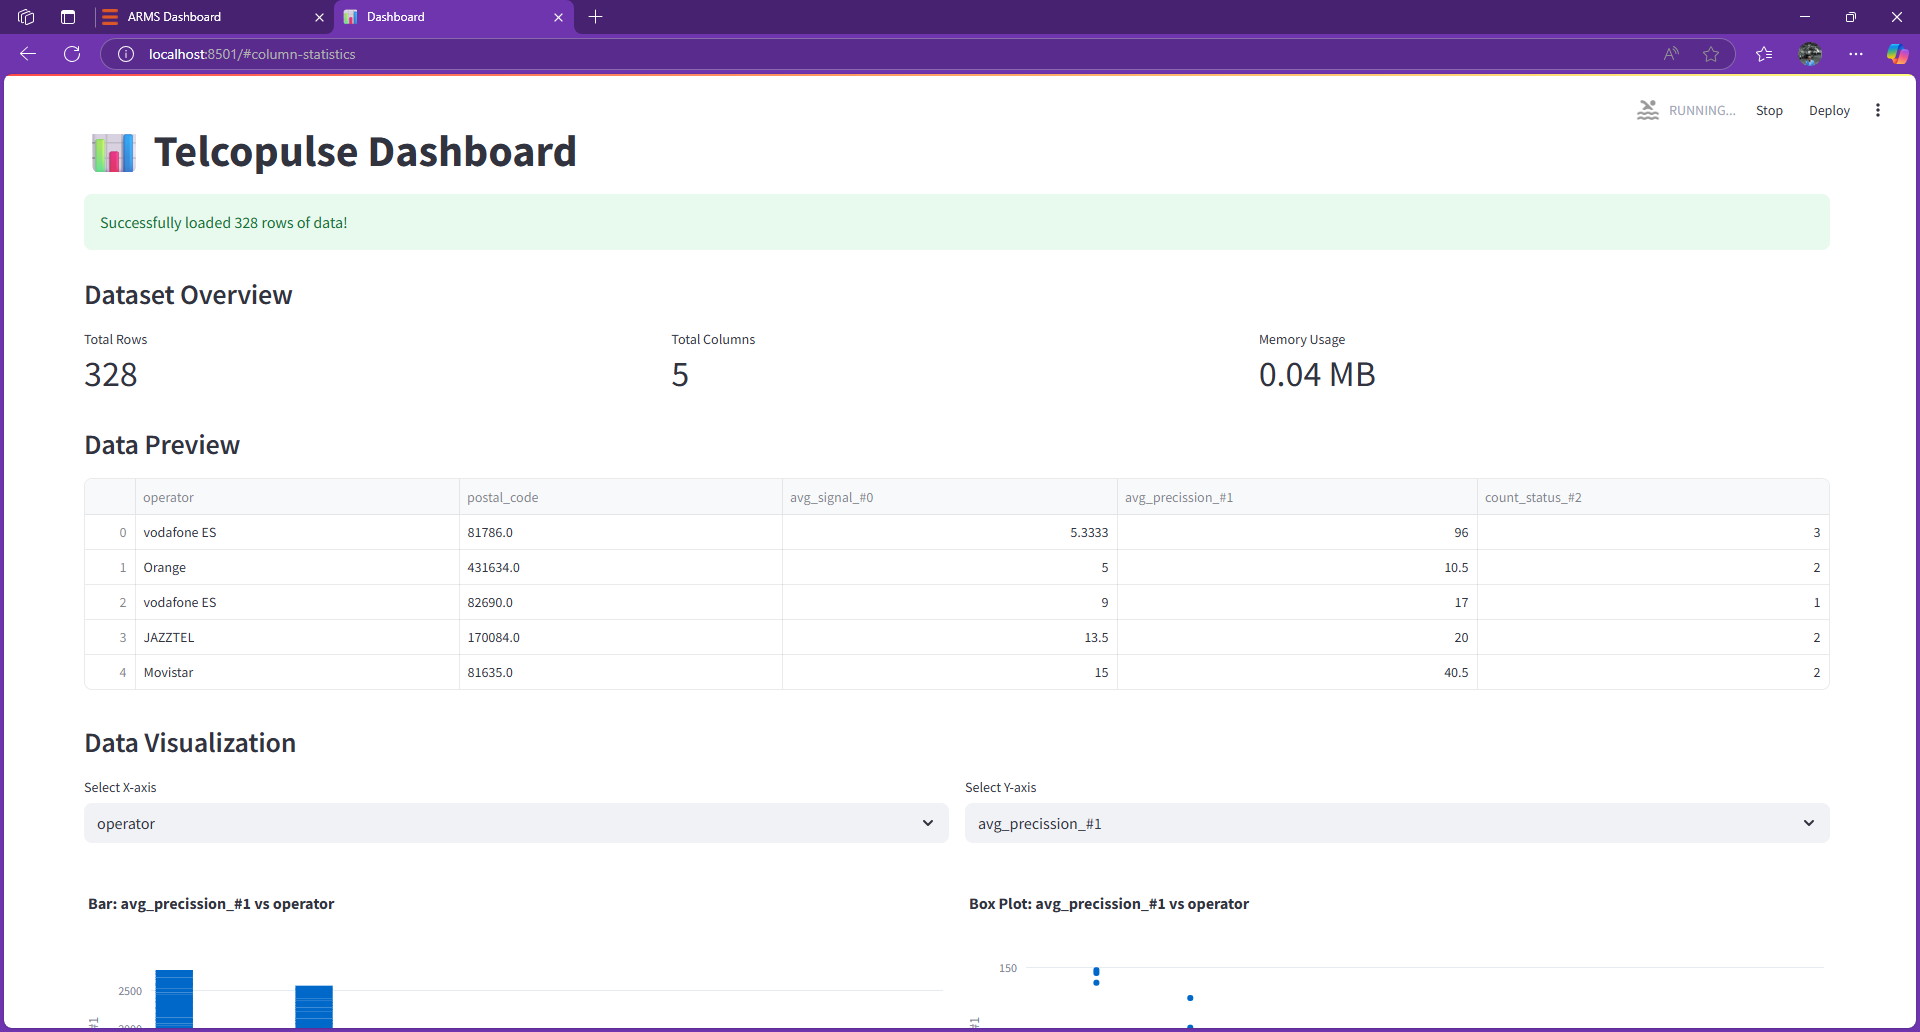 ARMS Dashboard
Dashboard
localhost:8501/#column-statistics
RUNNING...
Stop
Deploy
Telcopulse Dashboard
Successfully loaded 328 rows of data!
Dataset Overview
Total Rows
328
Total Columns
5
Memory Usage
0.04 MB
Data Preview
operator postal_code avg_signal_#0 avg_precission_#1 count_status_#2
0 vodafone ES 81786.0 5.3333 96 3
1 Orange 431634.0 5 10.5 2
2 vodafone ES 82690.0 9 17 1
3 JAZZTEL 170084.0 13.5 20 2
4 Movistar 81635.0 15 40.5 2
Data Visualization
Select X-axis
operator
Select Y-axis
avg_precission_#1
Bar: avg_precission_#1 vs operator
2500
#1
Box Plot: avg_precission_#1 vs operator
150
#1